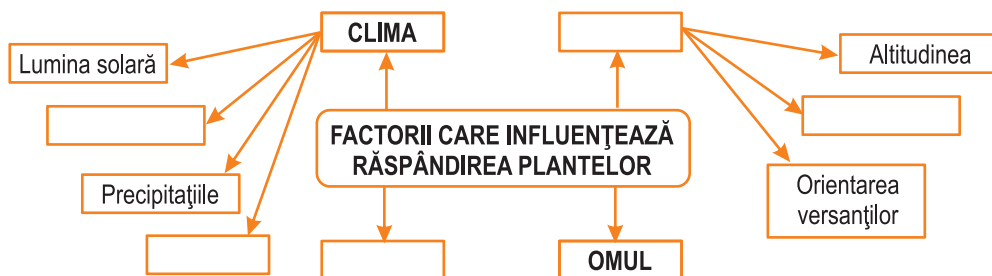 CLIMA
Lumina solară
Altitudinea
FACTORII CARE INFLUENŢEAZĂ
RĂSPÂNDIREA PLANTELOR
Precipitaţiile
Orientarea
versanţilor
OMUL